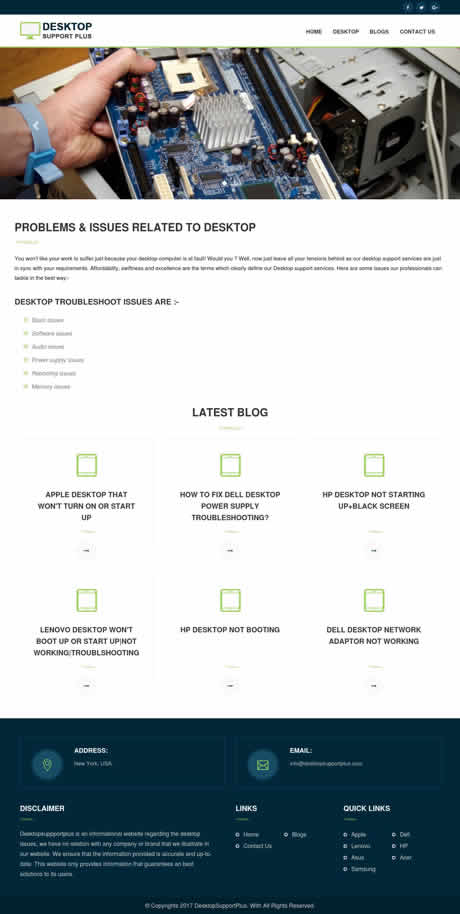 DESKTOP
SUPPORT PLUS
HOME DESKTOP BLOGS CONTACT US
PROBLEMS & ISSUES RELATED TO DESKTOP
You won't like your work to suffer just because your desktop computer is at fault! Would you ? Well, now just leave all your tensions behind as our desktop support services are just
in sync with your requirements. Affordability, swiftness and excellence are the terms which clearly define our Desktop support services. Here are some issues our professionals can
tackle in the best way:-
DESKTOP TROUBLESHOOT ISSUES ARE :-
Basic issues
Software issues
Audio issues
Power supply issues
Rebooting issues
Memory issues
LATEST BLOG
APPLE DESKTOP THAT
WON'T TURN ON OR START
UP
HOW TO FIX DELL DESKTOP
POWER SUPPLY
TROUBLESHOOTING?
HP DESKTOP NOT STARTING
UP+BLACK SCREEN
LENOVO DESKTOP WON'T
BOOT UP OR START UP|NOT
WORKING|TROUBLSHOOTING
HP DESKTOP NOT BOOTING
DELL DESKTOP NETWORK
ADAPTOR NOT WORKING
ADDRESS:
New York, USA
EMAIL:
info@desktopsupportplus.com
DISCLAIMER
Desktopsupportplus is an informational website regarding the desktop
issues, we have no relation with any company or brand that we illustrate in
our website. We ensure that the information provided is accurate and up-to-
date. This website only provides information that guarantees an best
solutions to its users.
LINKS
Home Blogs
Contact Us
QUICK LINKS
Apple Dell
Lenovo HP
Asus Acer
Samsung
© Copyrights 2017 DesktopSupportPlus. With All Rights Reserved.